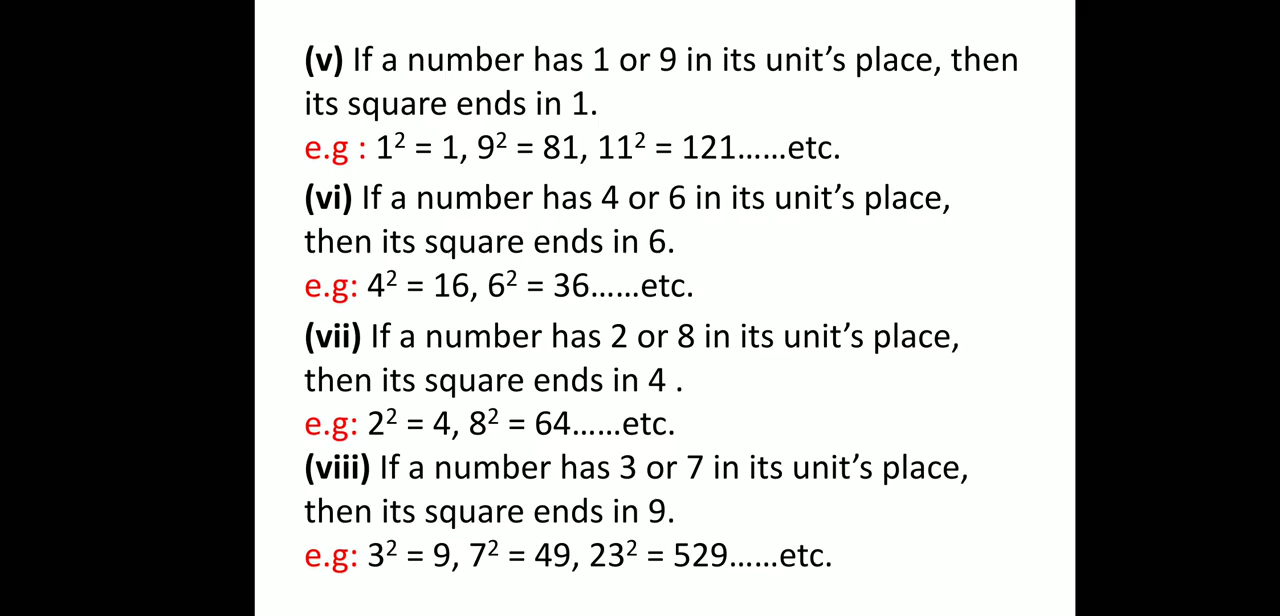 (v) If a number has 1 or 9 in its unit’s place, then
its square ends in 1.
e.g : 1² = 1, 9² = 81, 11² = 121......etc.
(vi) If a number has 4 or 6 in its unit’s place,
then its square ends in 6.
e.g: 4² = 16, 6² = 36......etc.
(vii) If a number has 2 or 8 in its unit’s place,
then its square ends in 4 .
e.g: 2² = 4, 8² = 64......etc.
(viii) If a number has 3 or 7 in its unit’s place,
then its square ends in 9.
e.g: 3² = 9, 7² = 49, 23² = 529......etc.